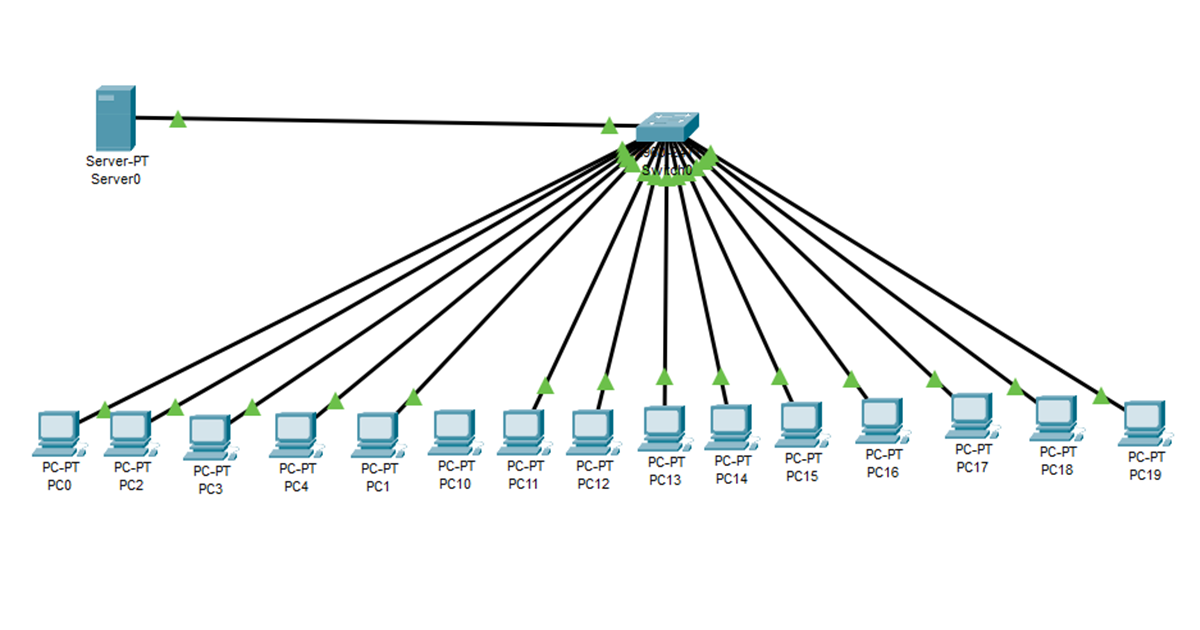 Server-PT
Server0
Switch0
PC-PT
PC0
PC-PT
PC2
PC-PT
PC3
PC-PT
PC4
PC-PT
PC1
PC-PT
PC10
PC-PT
PC11
PC-PT
PC12
PC-PT
PC13
PC-PT
PC14
PC-PT
PC15
PC-PT
PC16
PC-PT
PC17
PC-PT
PC18
PC-PT
PC19